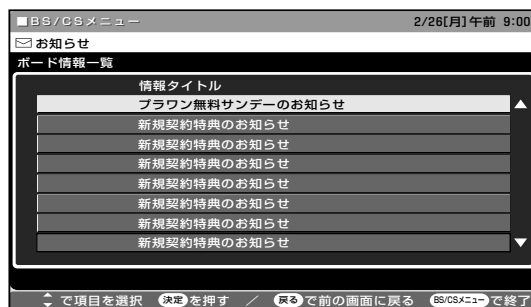 ■BS/CSメニュー 2/26[月]午前 9:00
お知らせ
ボード情報一覧
情報タイトル
プラワン無料サンデーのお知らせ
新規契約特典のお知らせ
新規契約特典のお知らせ
新規契約特典のお知らせ
新規契約特典のお知らせ
新規契約特典のお知らせ
新規契約特典のお知らせ
新規契約特典のお知らせ
で項目を選択 決定を押す / 戻るで前の画面に戻る BS/CSメニューで終了